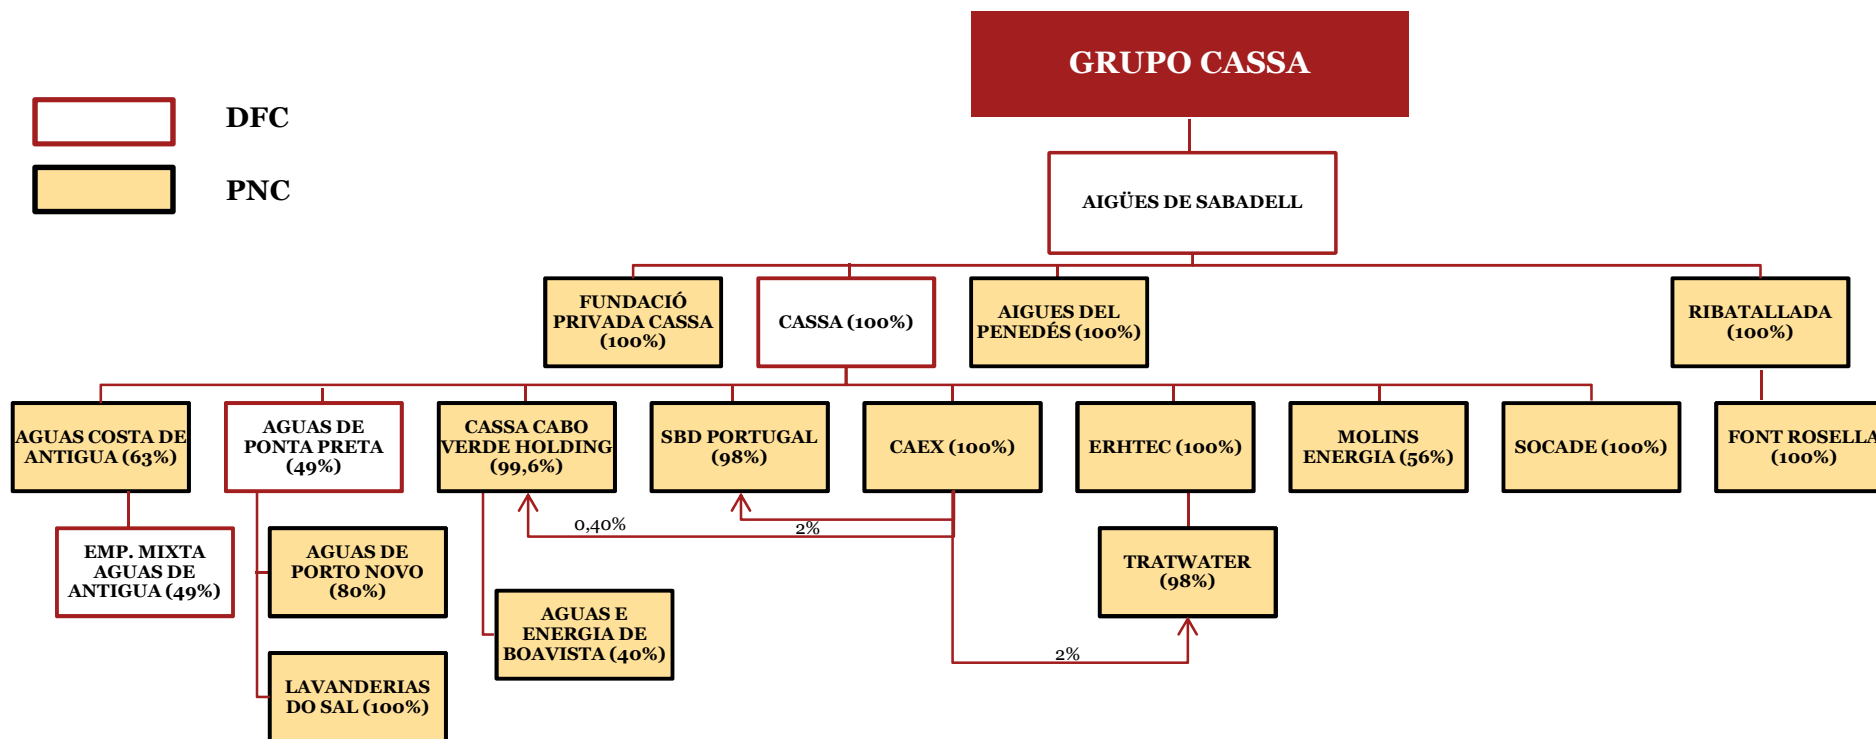 GRUPO CASSA
DFC
PNC
AIGÜES DE SABADELL
FUNDACIÓ
PRIVADA CASSA
(100%)
CASSA (100%)
AIGUES DEL
PENEDÉS (100%)
RIBATALLADA
(100%)
AGUAS COSTA DE
ANTIGUA (63%)
AGUAS DE
PONTA PRETA
(49%)
CASSA CABO
VERDE HOLDING
(99,6%)
SBD PORTUGAL
(98%)
CAEX (100%)
ERHTEC (100%)
MOLINS
ENERGIA (56%)
SOCADE (100%)
FONT ROSELLA
(100%)
0,40%
2%
EMP. MIXTA
AGUAS DE
ANTIGUA (49%)
AGUAS DE
PORTO NOVO
(80%)
TRATWATER
(98%)
AGUAS E
ENERGIA DE
BOAVISTA (40%)
2%
LAVANDERIAS
DO SAL (100%)